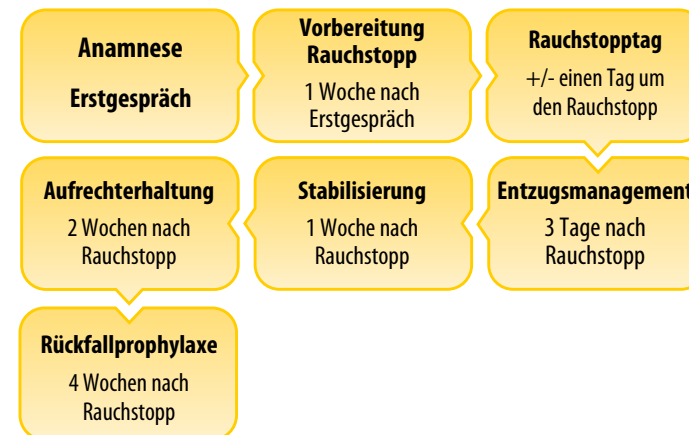 Anamnese
Erstgespräch
Vorbereitung
Rauchstopp
1 Woche nach
Erstgespräch
Rauchstopptag
+/- einen Tag um
den Rauchstopp
Entzugsmanagement
3 Tage nach
Rauchstopp
Stabilisierung
1 Woche nach
Rauchstopp
Aufrechterhaltung
2 Wochen nach
Rauchstopp
Rückfallprophylaxe
4 Wochen nach
Rauchstopp